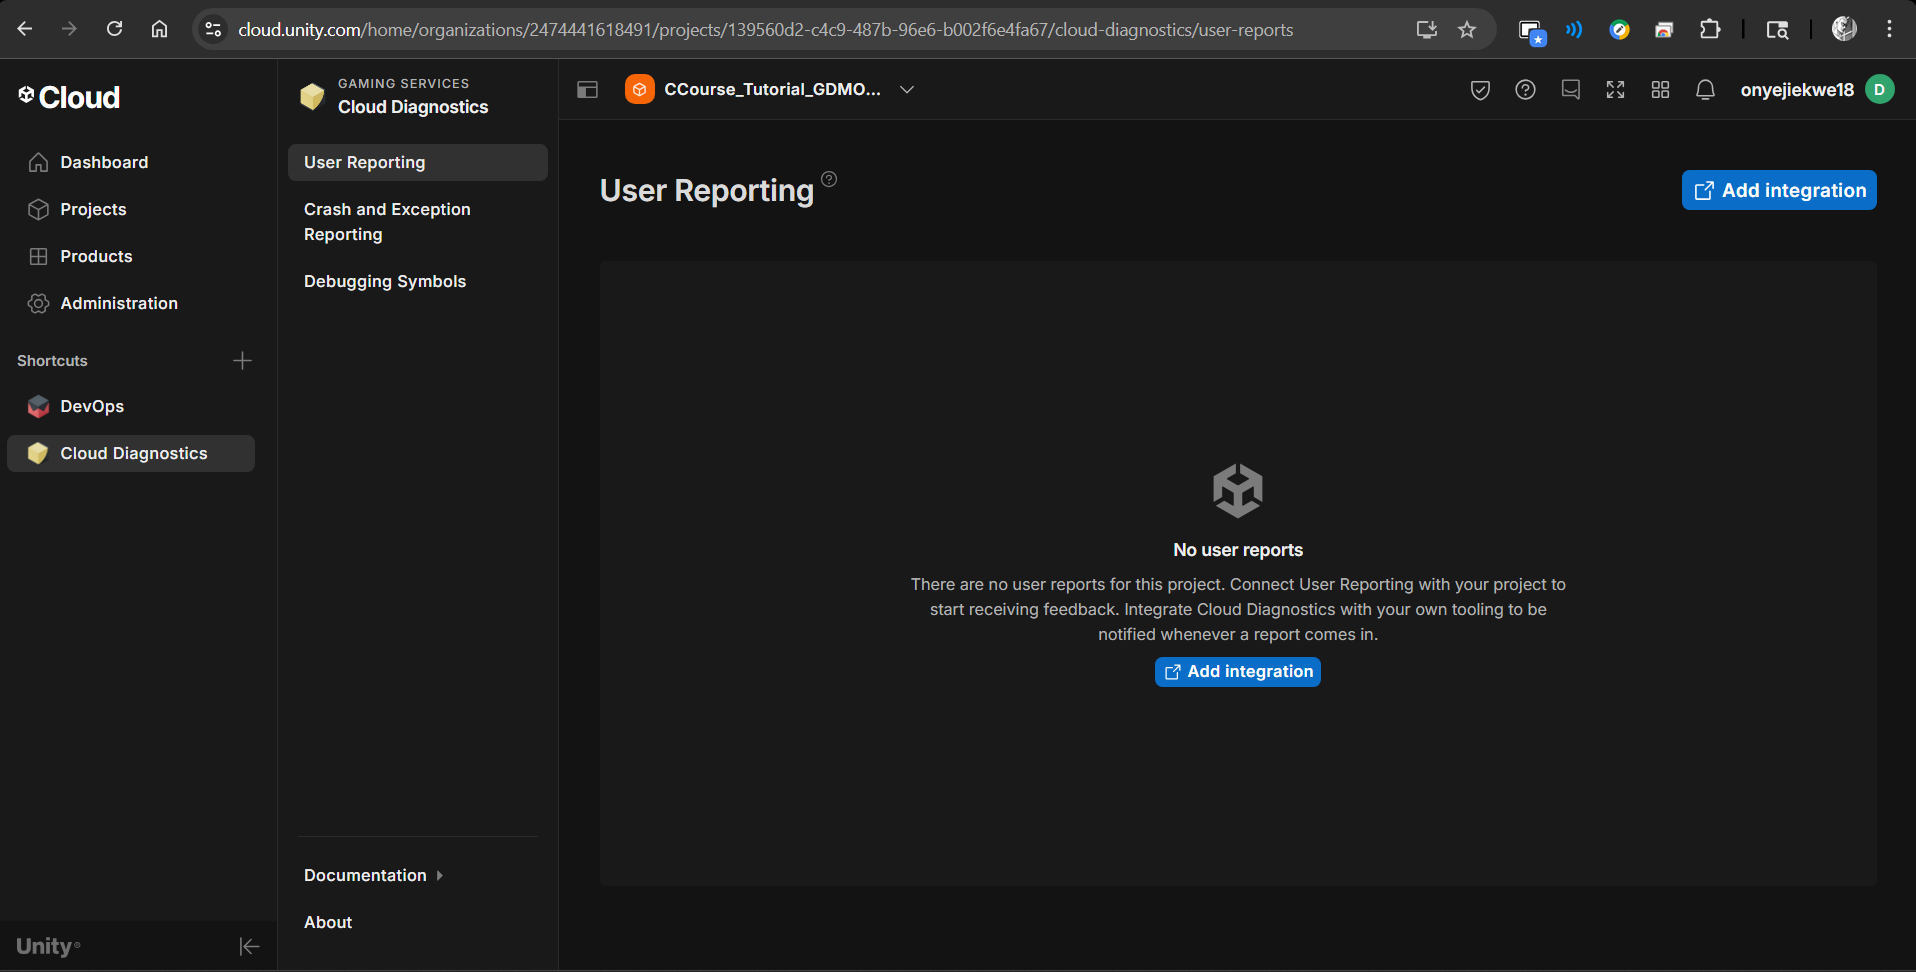 cloud.unity.com/home/organizations/2474441618491/projects/139560d2-c4c9-487b-96e6-b002f6e4fa67/cloud-diagnostics/user-reports
Cloud
Dashboard
Projects
Products
Administration
Shortcuts
DevOps
Cloud Diagnostics
Unity
GAMING SERVICES
Cloud Diagnostics
User Reporting
Crash and Exception
Reporting
Debugging Symbols
Documentation
About
CCourse_Tutorial_GDMO...
onyejiekwe18
D
User Reporting
Add integration
No user reports
There are no user reports for this project. Connect User Reporting with your project to
start receiving feedback. Integrate Cloud Diagnostics with your own tooling to be
notified whenever a report comes in.
Add integration